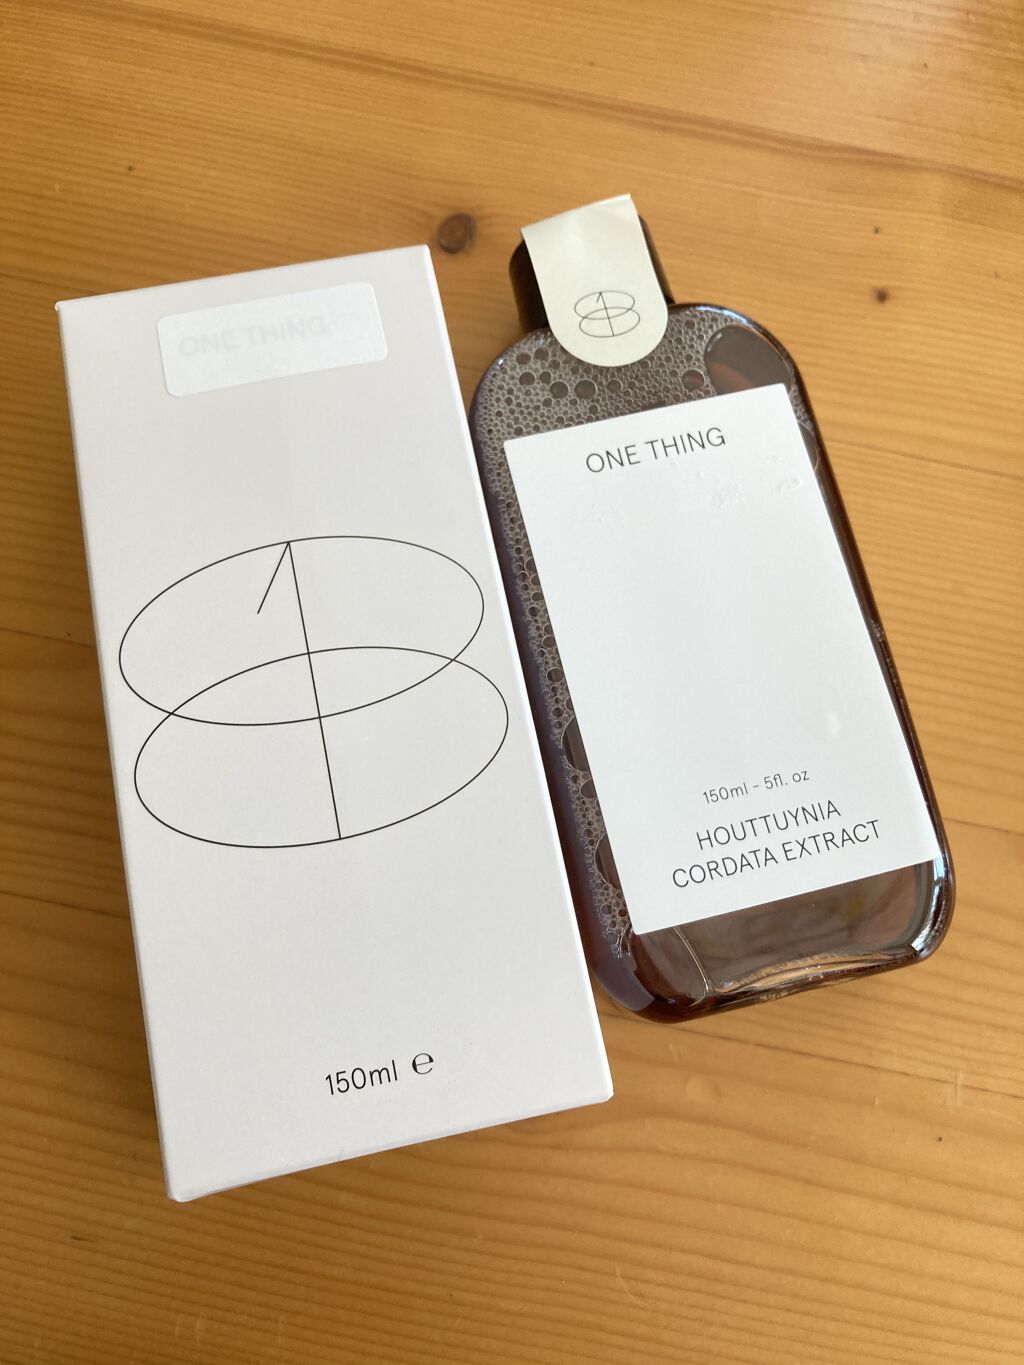 ONE THING
150ml ℮
ONE THING
150ml - 5fl. oz
HOUTTUYNIA
CORDATA EXTRACT